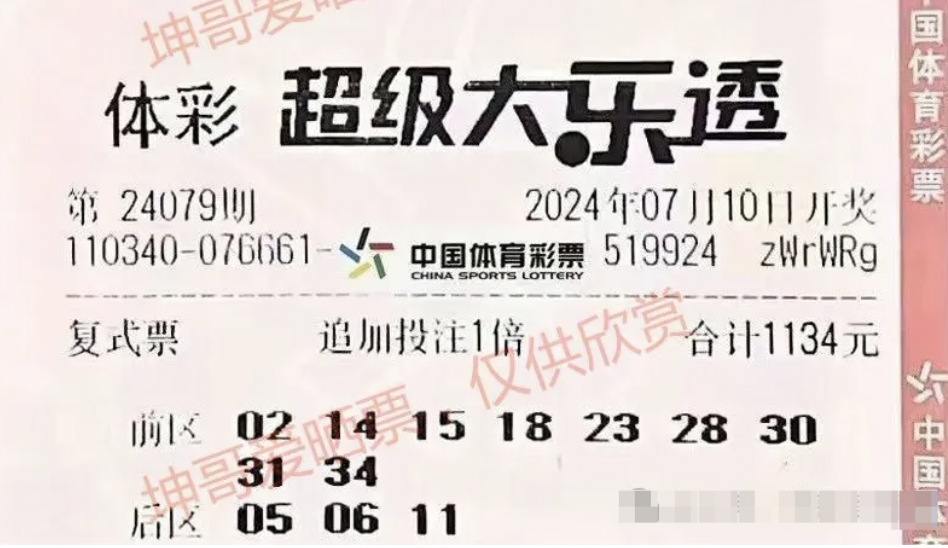 坤哥爱晒票
体彩 超级大乐透
第 24079期 2024年07月10日开奖
110340-076661- 中国体育彩票 519924 zWrWRg
CHINA SPORTS LOTTERY
复式票 追加投注1倍 合计1134元
仅供欣赏
前区 02 14 15 18 23 28 30
31 34
坤哥爱晒票
后区 05 06 11
国体育彩票
中国体育